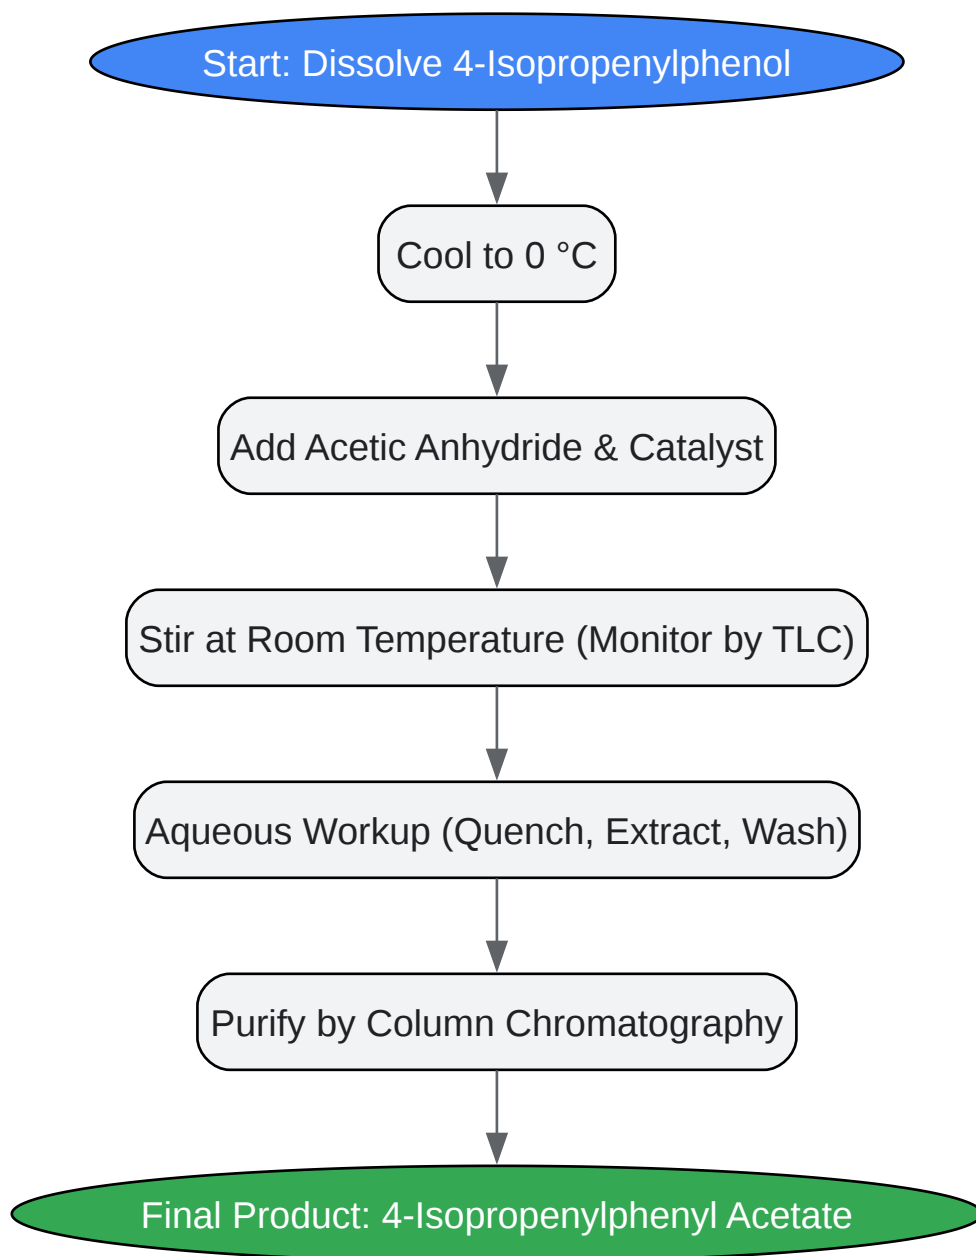 Start: Dissolve 4-Isopropenylphenol
Cool to 0 °C
Add Acetic Anhydride & Catalyst
Stir at Room Temperature (Monitor by TLC)
Aqueous Workup (Quench, Extract, Wash)
Purify by Column Chromatography
Final Product: 4-Isopropenylphenyl Acetate